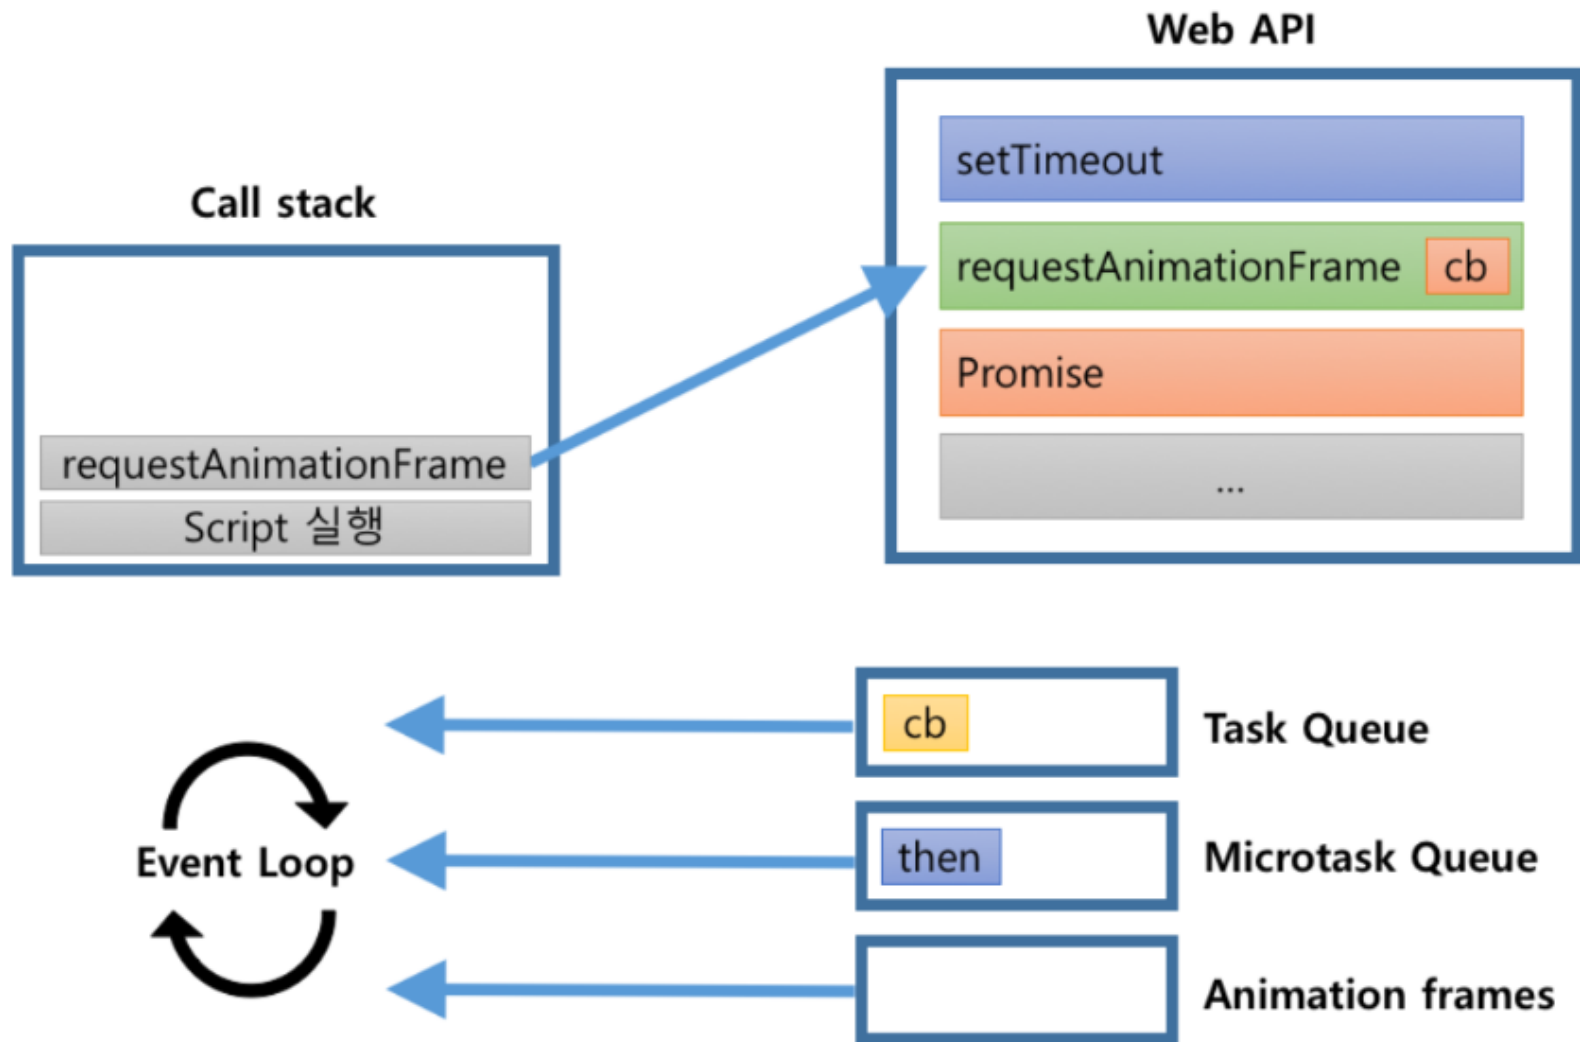 Web API
setTimeout
Call stack
requestAnimationFrame cb
Promise
requestAnimationFrame
...
Script 실행
cb
Task Queue
Event Loop
then
Microtask Queue
Animation frames